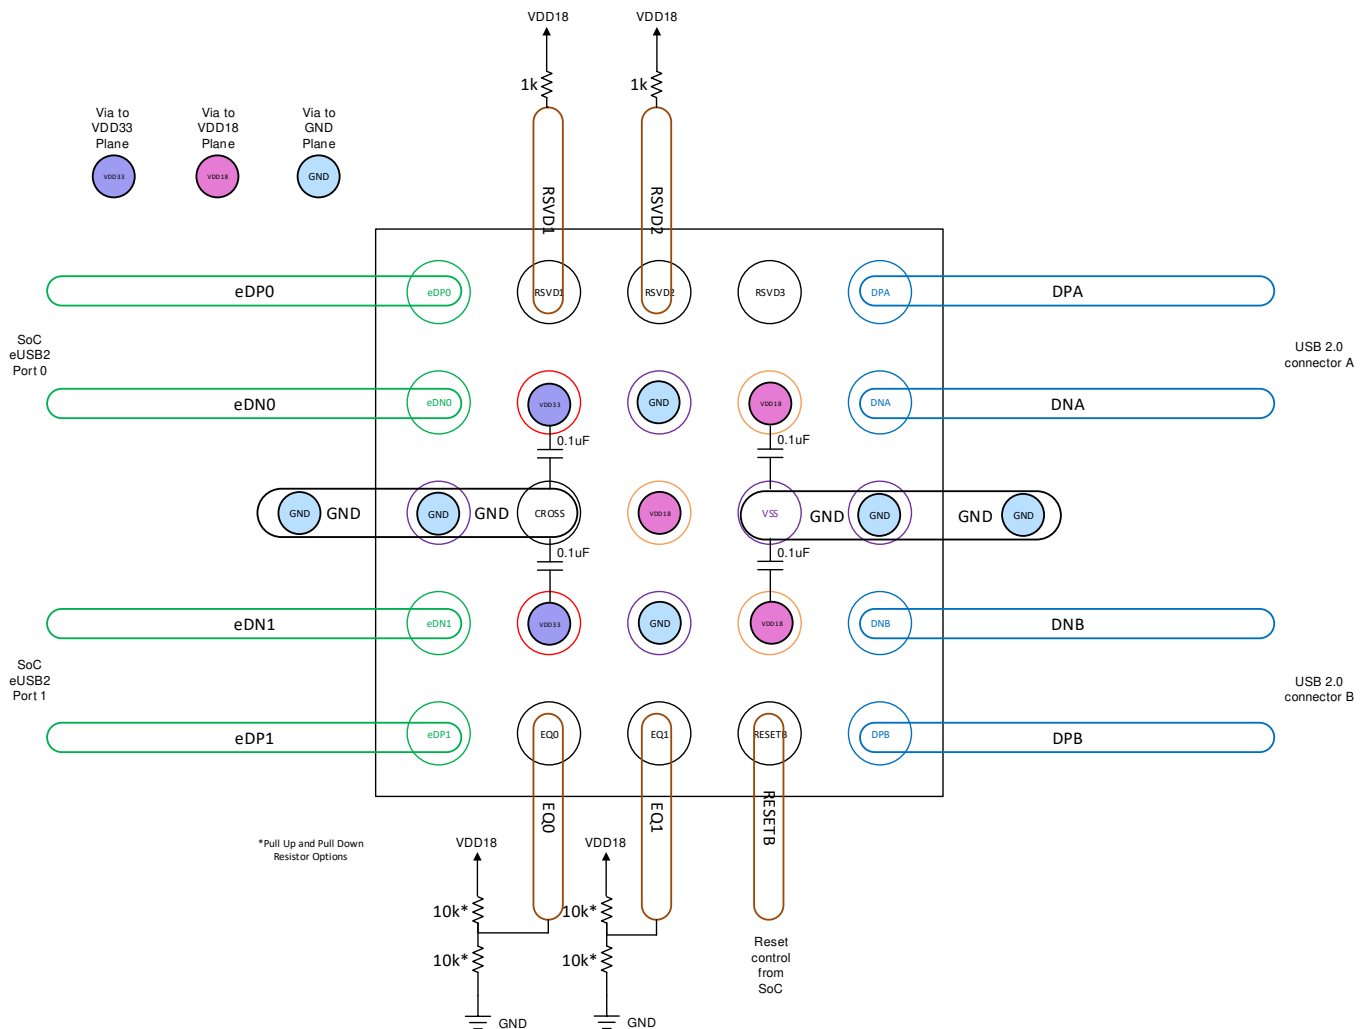 VDD18 VDD18
1k 1k
Via to
VDD33
Plane
Via to
VDD18
Plane
Via to
GND
Plane
VDD33 VDD18 GND
RSVD1 RSVD2
eDP0 eDP0 RSVD1 RSVD2 RSVD3 DPA DPA
SoC
eUSB2
Port 0
USB 2.0
connector A
eDN0 eDN0 VDD33 GND VDD18 DNA DNA
0.1uF 0.1uF
GND GND GND GND CROSS VDD18 VSS GND GND GND GND
0.1uF 0.1uF
eDN1 eDN1 VDD33 GND VDD18 DNB DNB
SoC
eUSB2
Port 1
USB 2.0
connector B
eDP1 eDP1 EQ0 EQ1 RESETB DPB DPB
EQ0 EQ1 RESETB
*Pull Up and Pull Down
Resistor Options
VDD18 VDD18
10k* 10k*
10k* 10k*
Reset
control
from
SoC
GND GND